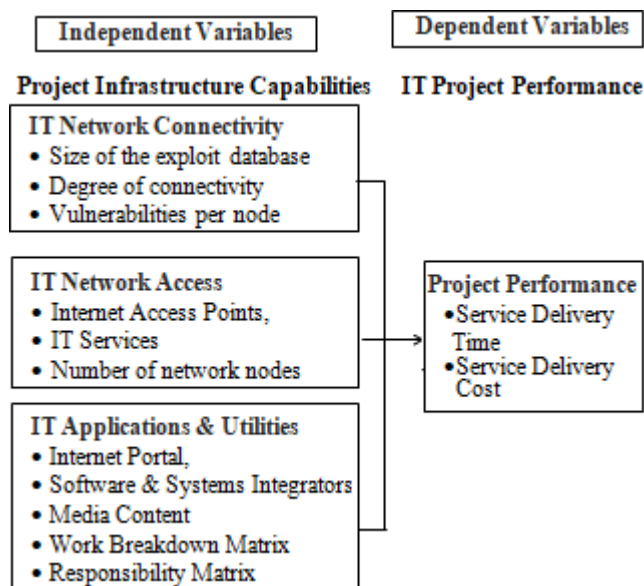 Independent Variables
Dependent Variables
Project Infrastructure Capabilities
IT Project Performance
IT Network Connectivity
• Size of the exploit database
• Degree of connectivity
• Vulnerabilities per node
IT Network Access
• Internet Access Points,
• IT Services
• Number of network nodes
IT Applications & Utilities
• Internet Portal,
• Software & Systems Integrators
• Media Content
• Work Breakdown Matrix
• Responsibility Matrix
Project Performance
•Service Delivery
Time
•Service Delivery
Cost